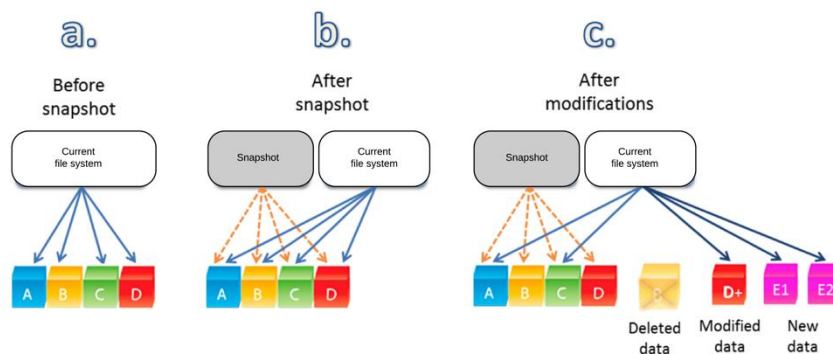 a.
Before
snapshot
Current
file system
A B C D
b.
After
snapshot
Snapshot
Current
file system
A B C D
c.
After
modifications
Snapshot
Current
file system
A B C D
B
D+
E1 E2
Deleted
data
Modified
data
New
data